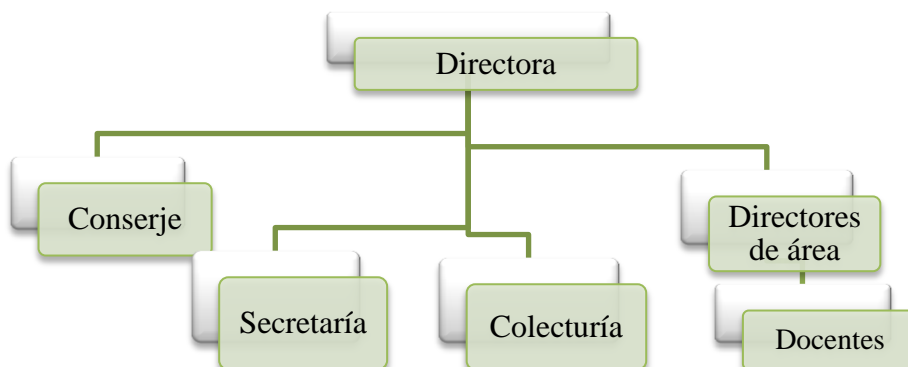 Directora
Conserje
Directores
de área
Secretaría
Colecturía
Docentes